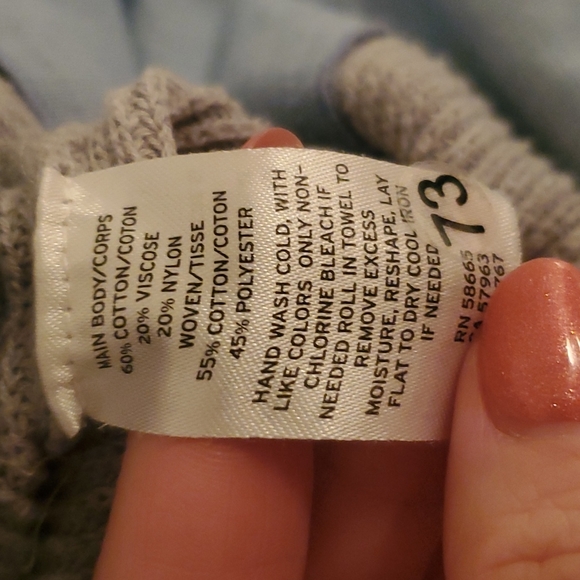 MAIN BODY/CORPS
60% COTTON/COTON
20% VISCOSE
20% NYLON
WOVEN/TISSE
55% COTTON/COTON
45% POLYESTER
HAND WASH COLD, WITH
LIKE COLORS ONLY NON-
CHLORINE BLEACH IF
NEEDED ROLL IN TOWEL TO
REMOVE EXCESS
MOISTURE, RESHAPE, LAY
FLAT TO DRY COOL IRON
IF NEEDED
73
RN 58665
57963